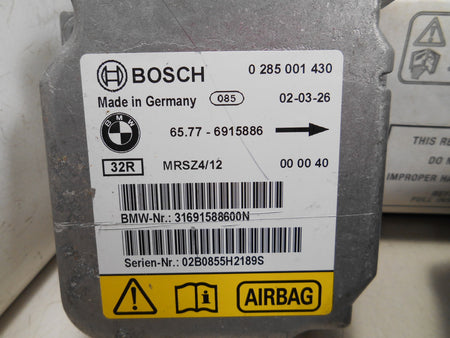 BOSCH 0 285 001 430
Made in Germany 085 02-03-26
BMW 65.77 - 6915886
32R MRSZ4/12 00 00 40
BMW-Nr.: 31691588600N
Serien-Nr.: 02B0855H2189S
AIRBAG
THIS RE
DO M
IMPROPER HA